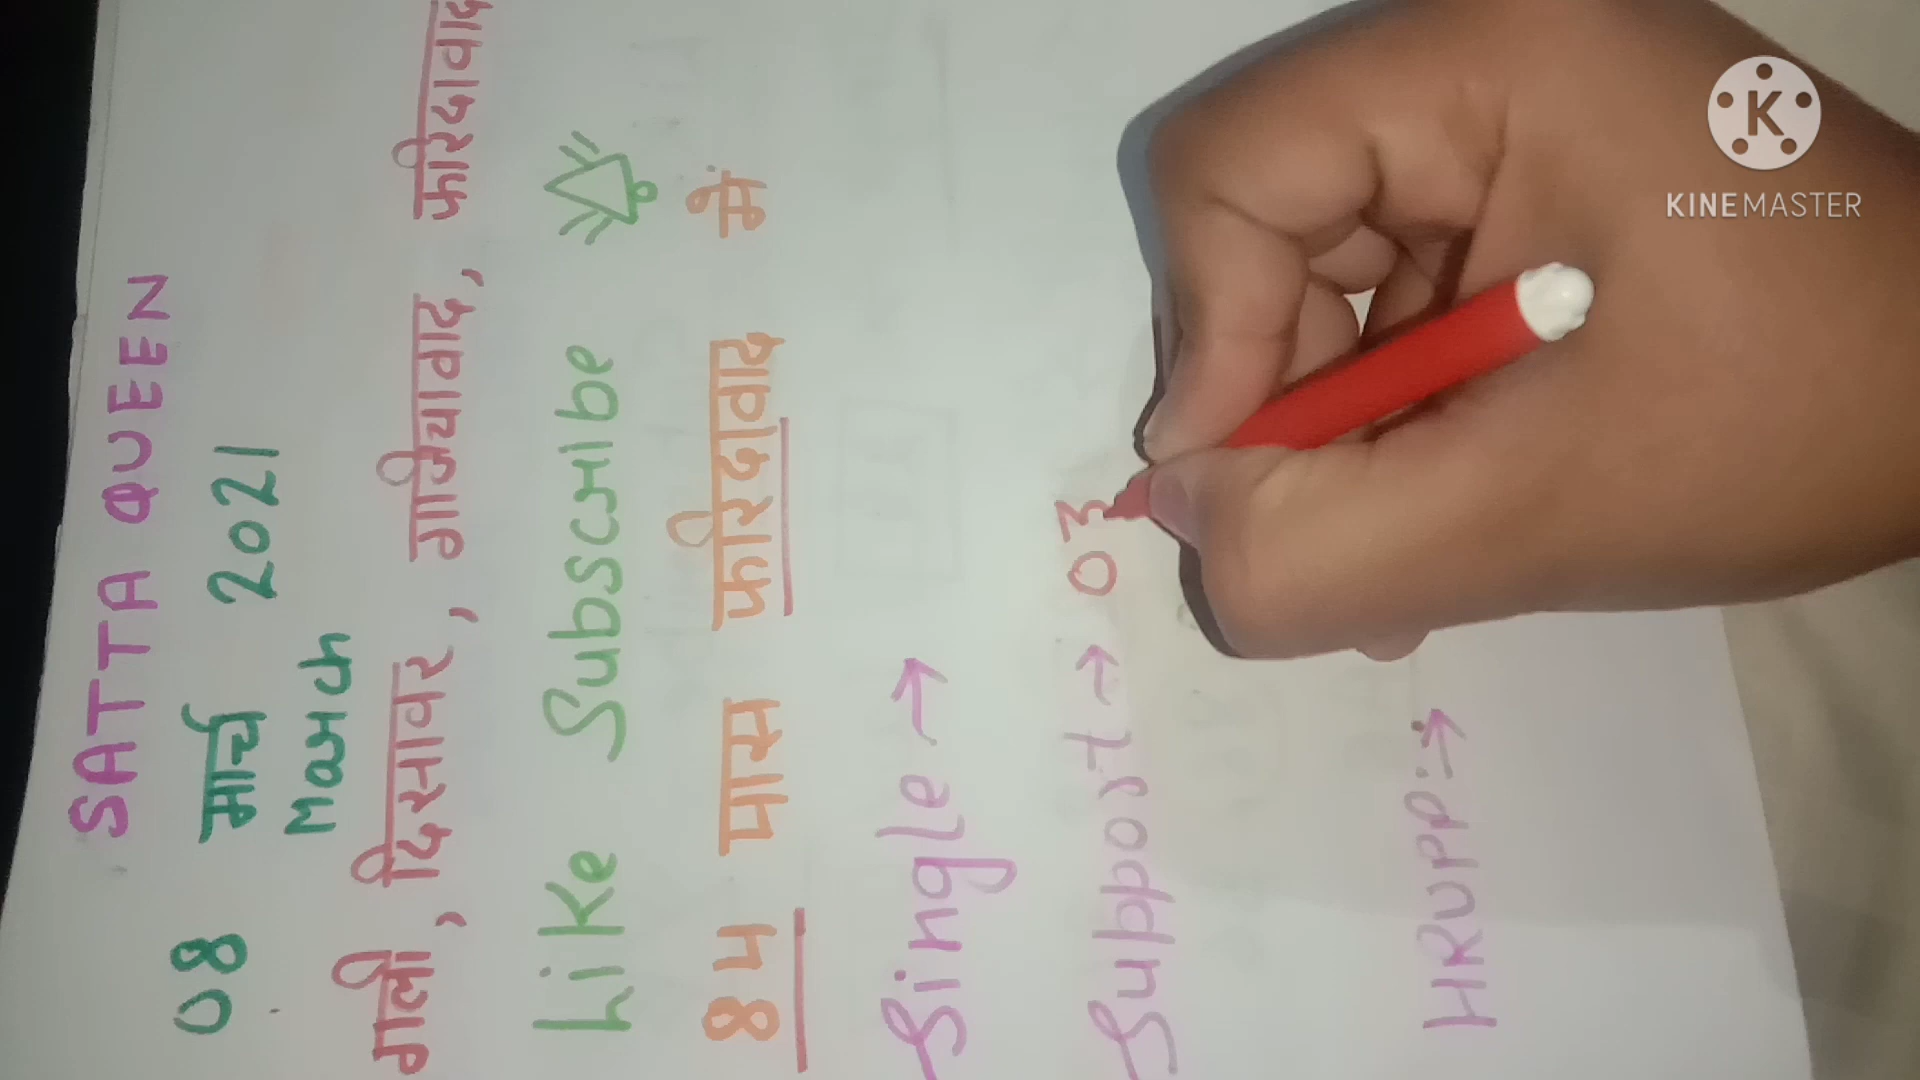 SATTA QUEEN
08 मार्च 2021
March
गली, दिसावर, गाजियावाद, फरिदावाद
Like Subscribe
84 पास फरिदावाद मे
Single →
Support → 03
HRUPP:→
KINEMASTER